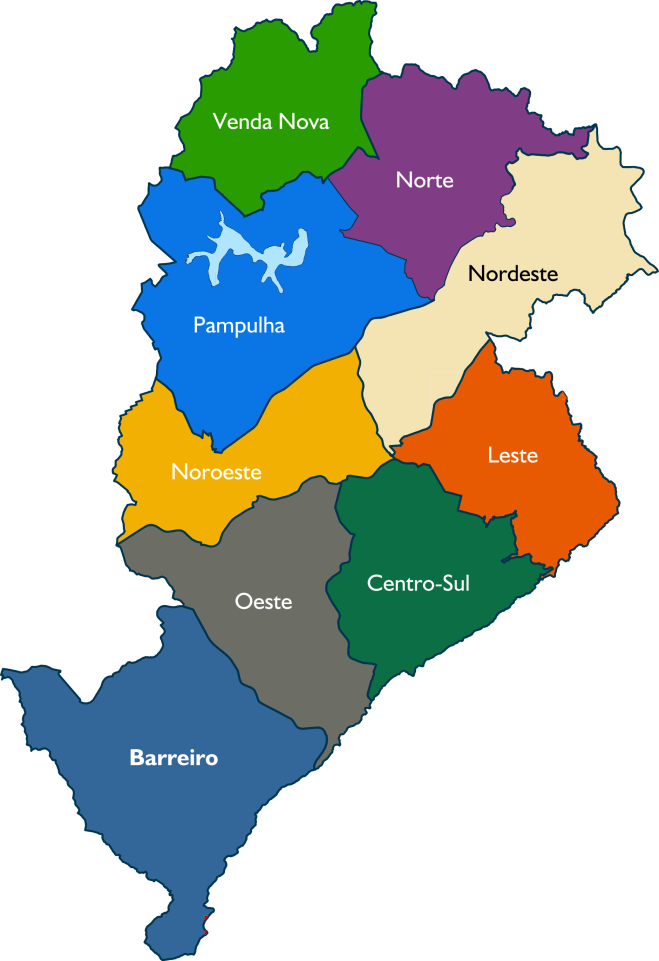 Venda Nova
Norte
Nordeste
Pampulha
Leste
Noroeste
Centro-Sul
Oeste
Barreiro